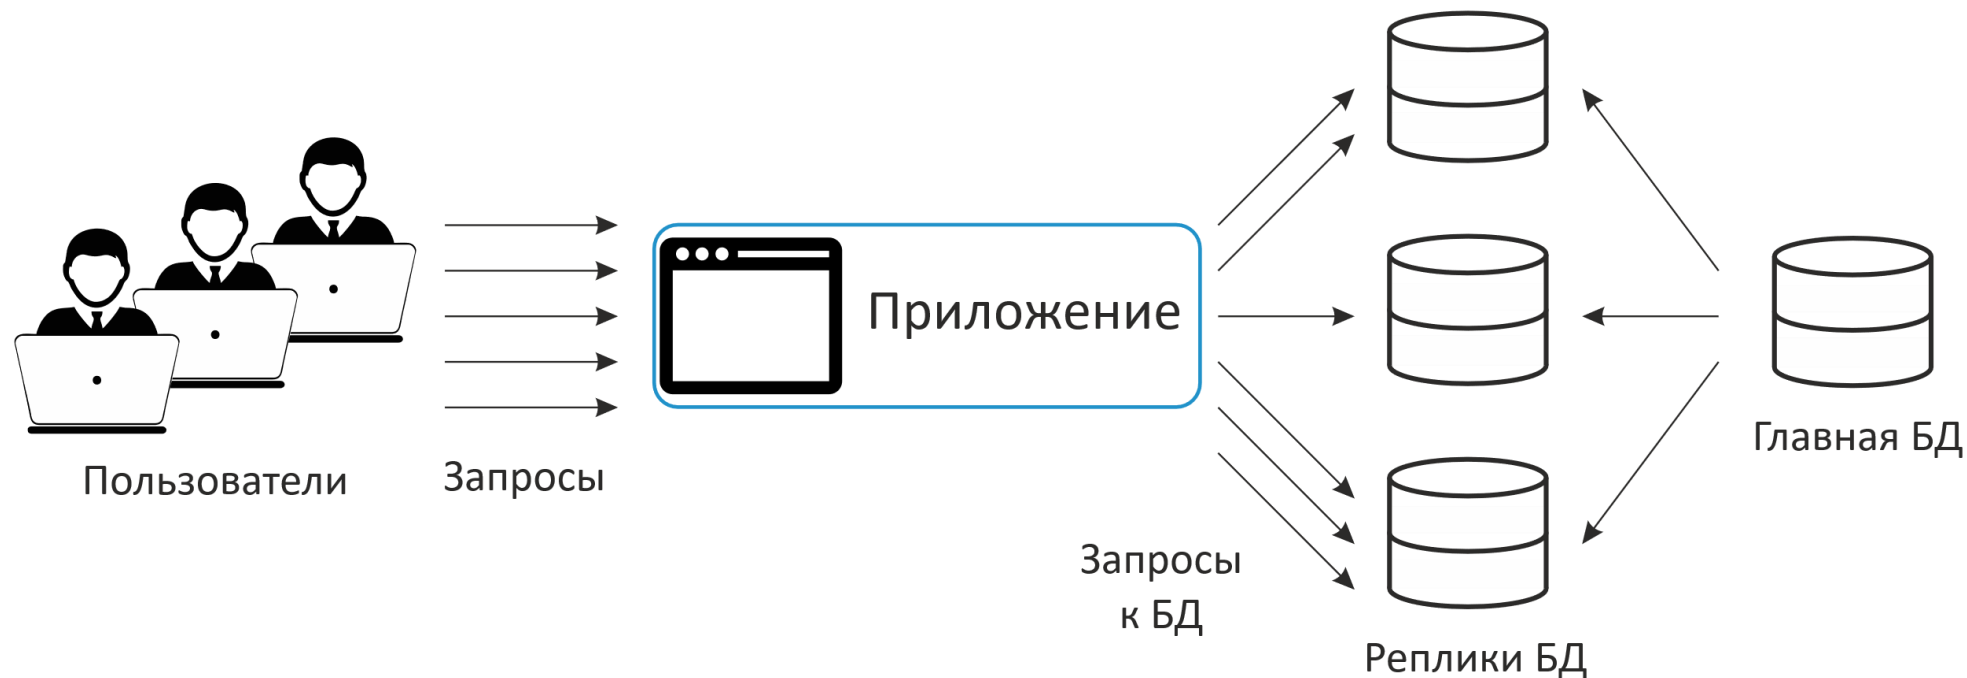 Пользователи
Запросы
Приложение
Запросы
к БД
Реплики БД
Главная БД